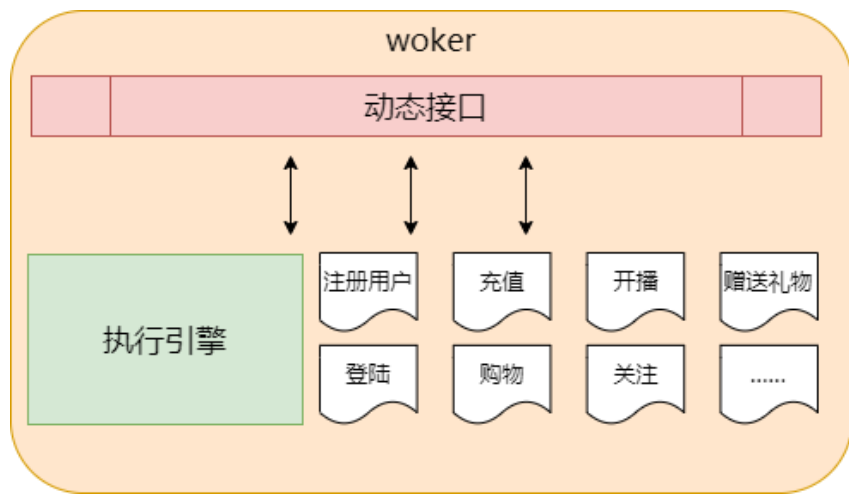 woker
动态接口
注册用户
充值
开播
赠送礼物
执行引擎
登陆
购物
关注
......